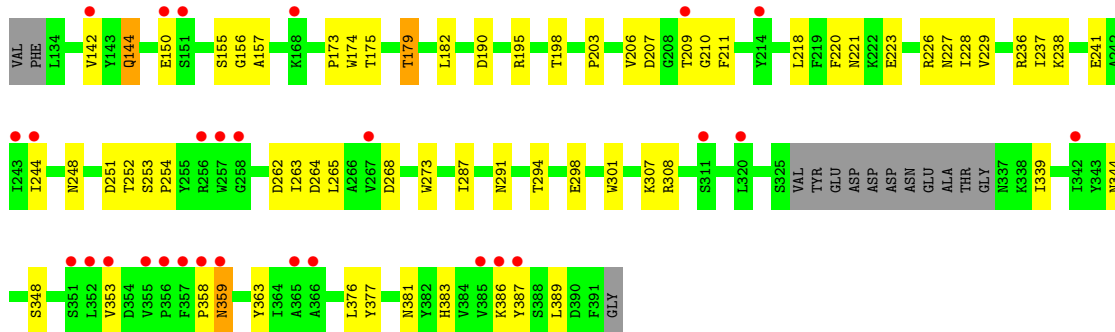 VAL PHE L134 V142 Y143 Q144 E150 S151 S155 G156 A157 K168 P173 W174 T175 T179 L182 D190 R195 T198 P203 V206 D207 G208 T209 G210 F211 Y214 L218 F219 F220 N221 K222 E223 R226 N227 I228 V229 R236 I237 K238 E241 A242
I243 I244 N248 D251 T252 S253 P254 Y255 R256 W257 G258 D262 I263 D264 L265 A266 V267 D268 W273 I287 N291 T294 E298 W301 K307 R308 S311 L320 S325 VAL TYR GLU ASP ASP ASP ASN GLU ALA THR GLY N337 K338 I339 I342 Y343 N344
S348 S351 L352 V353 D354 V355 P356 F357 P358 N359 Y363 I364 A365 A366 L376 Y377 N381 Y382 H383 V384 V385 K386 Y387 S388 L389 D390 F391 GLY